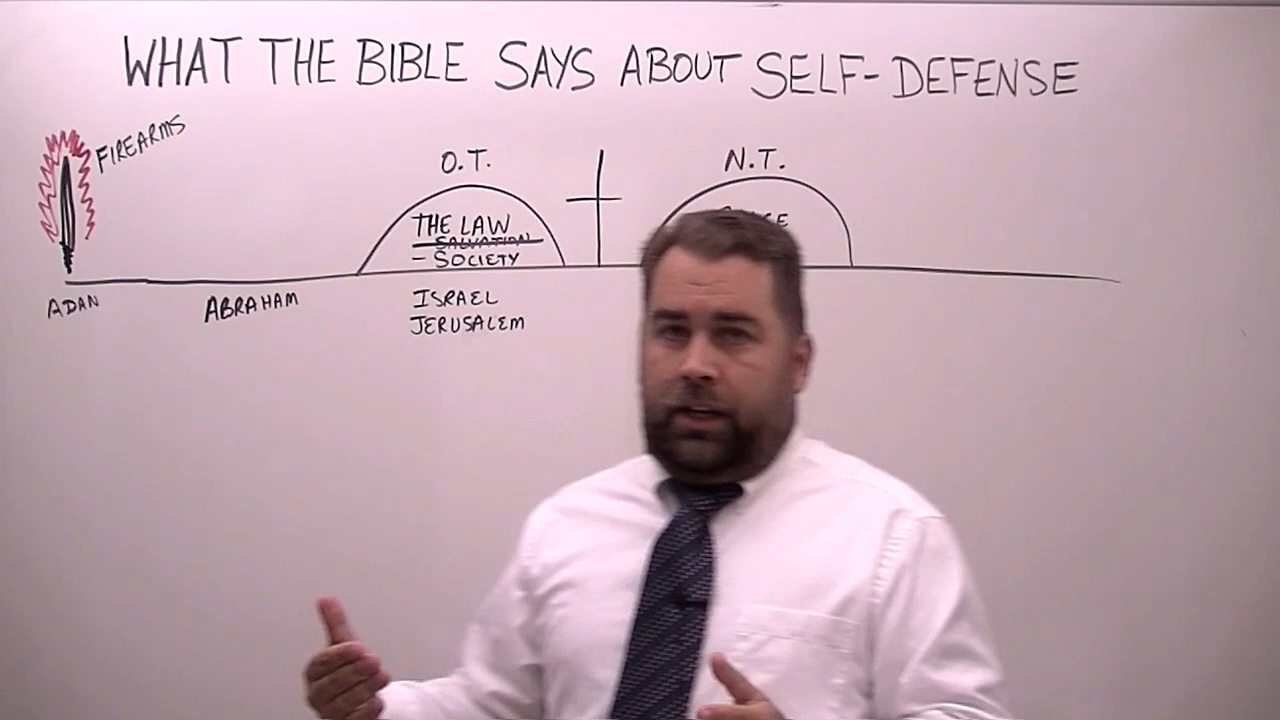 WHAT THE BIBLE SAYS ABOUT SELF-DEFENSE
FIREARMS
O.T.
N.T.
THE LAW
SALVATION
- SOCIETY
ADAN
ABRAHAM
ISRAEL
JERUSALEM